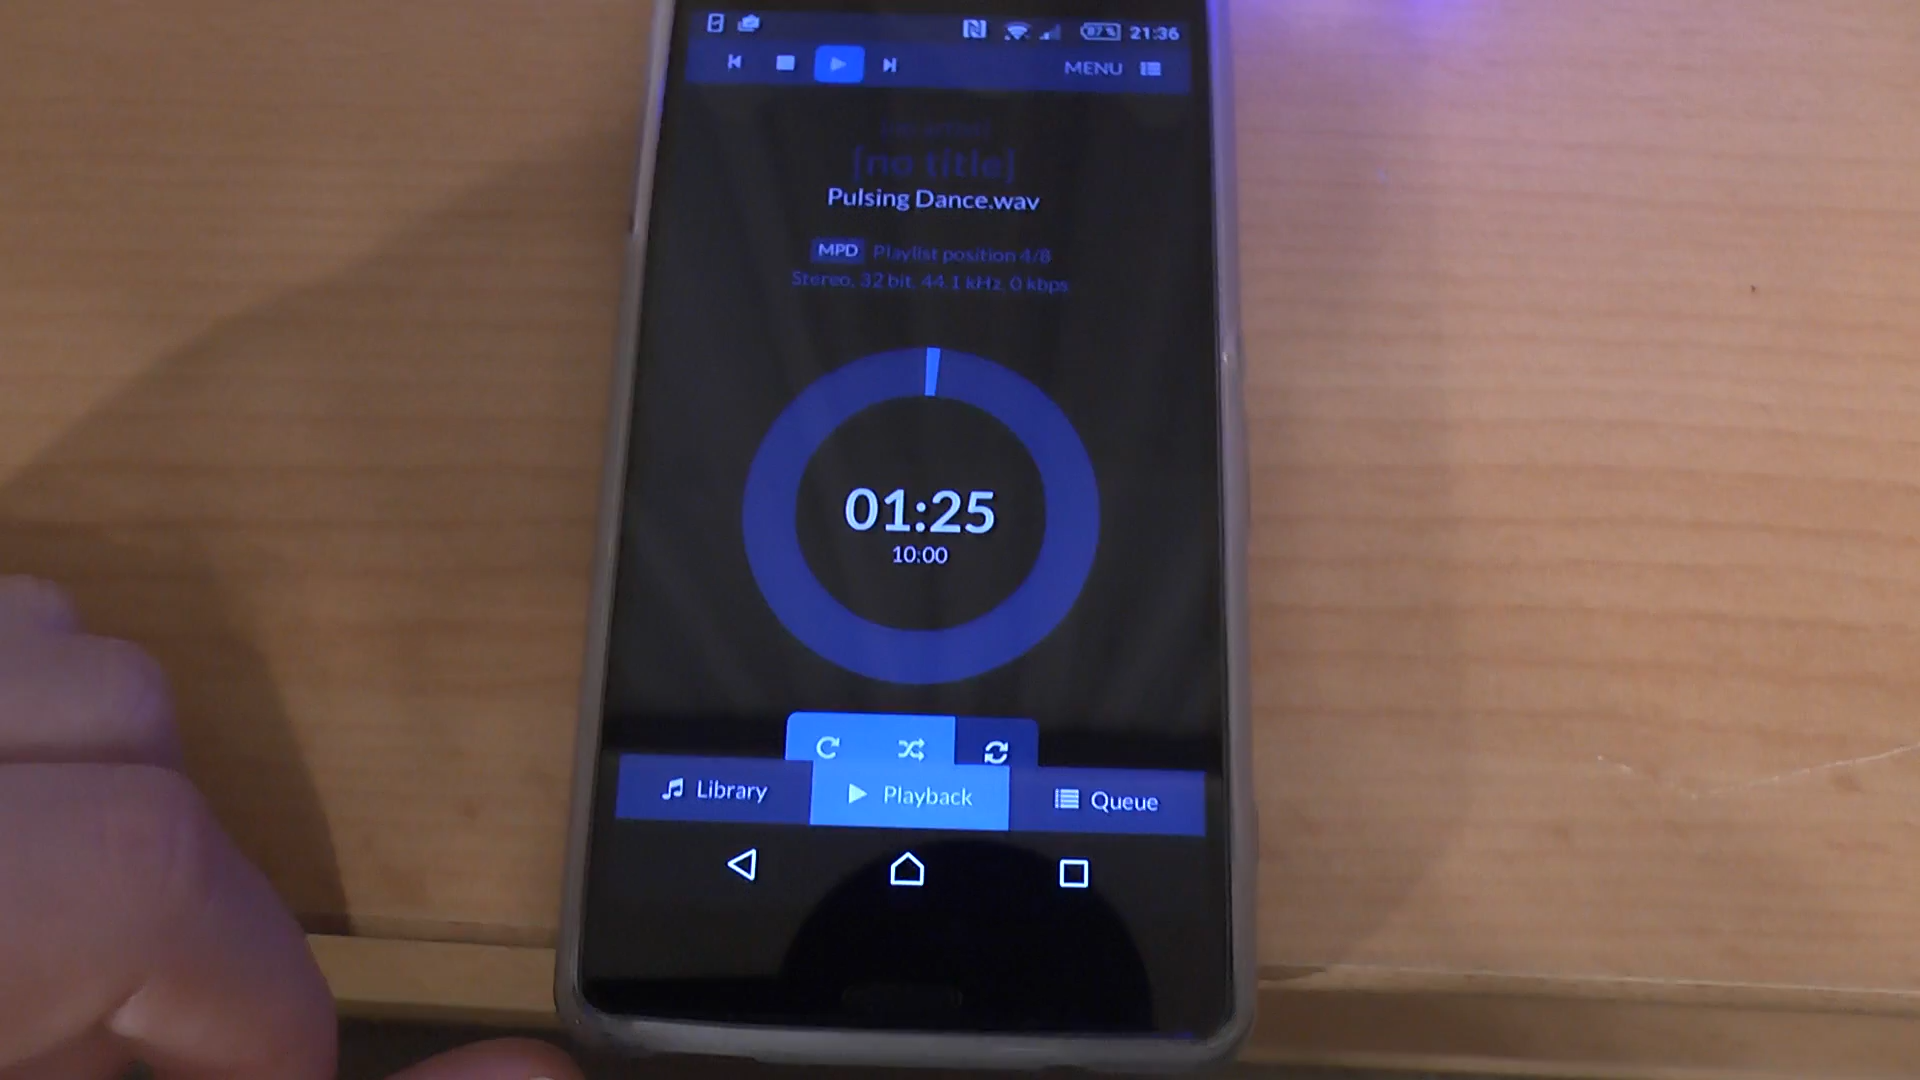 87% 21:36
MENU
[no title]
Pulsing Dance.wav
MPD Playlist position 4/8
Stereo, 32 bit, 44.1 kHz, 0 kbps
01:25
10:00
Library Playback Queue